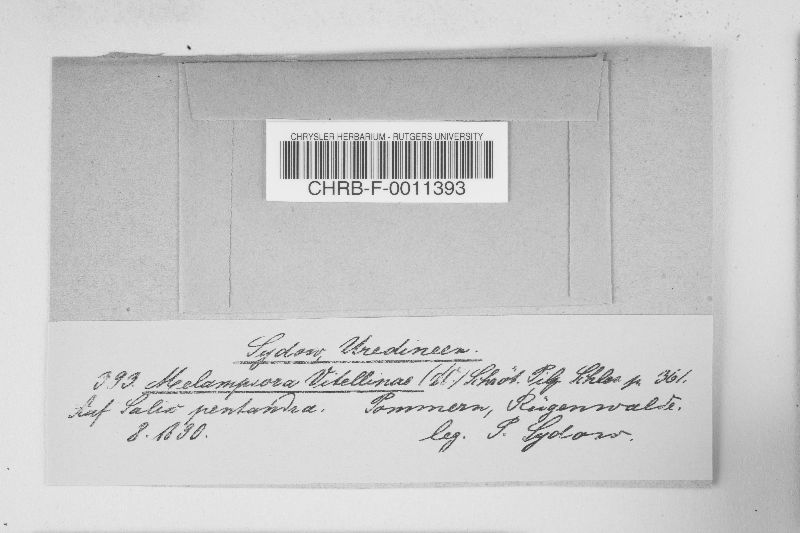 CHRYSLER HERBARIUM - RUTGERS UNIVERSITY
CHRB-F-0011393
Sydow, Uredineen.
393. Melampsora Vitellinae (DC) Schröt. Pilz Schles p. 361.
Auf Salix pentandra. Pommern, Rügenwalde.
8. 1890. leg. P. Sydow.